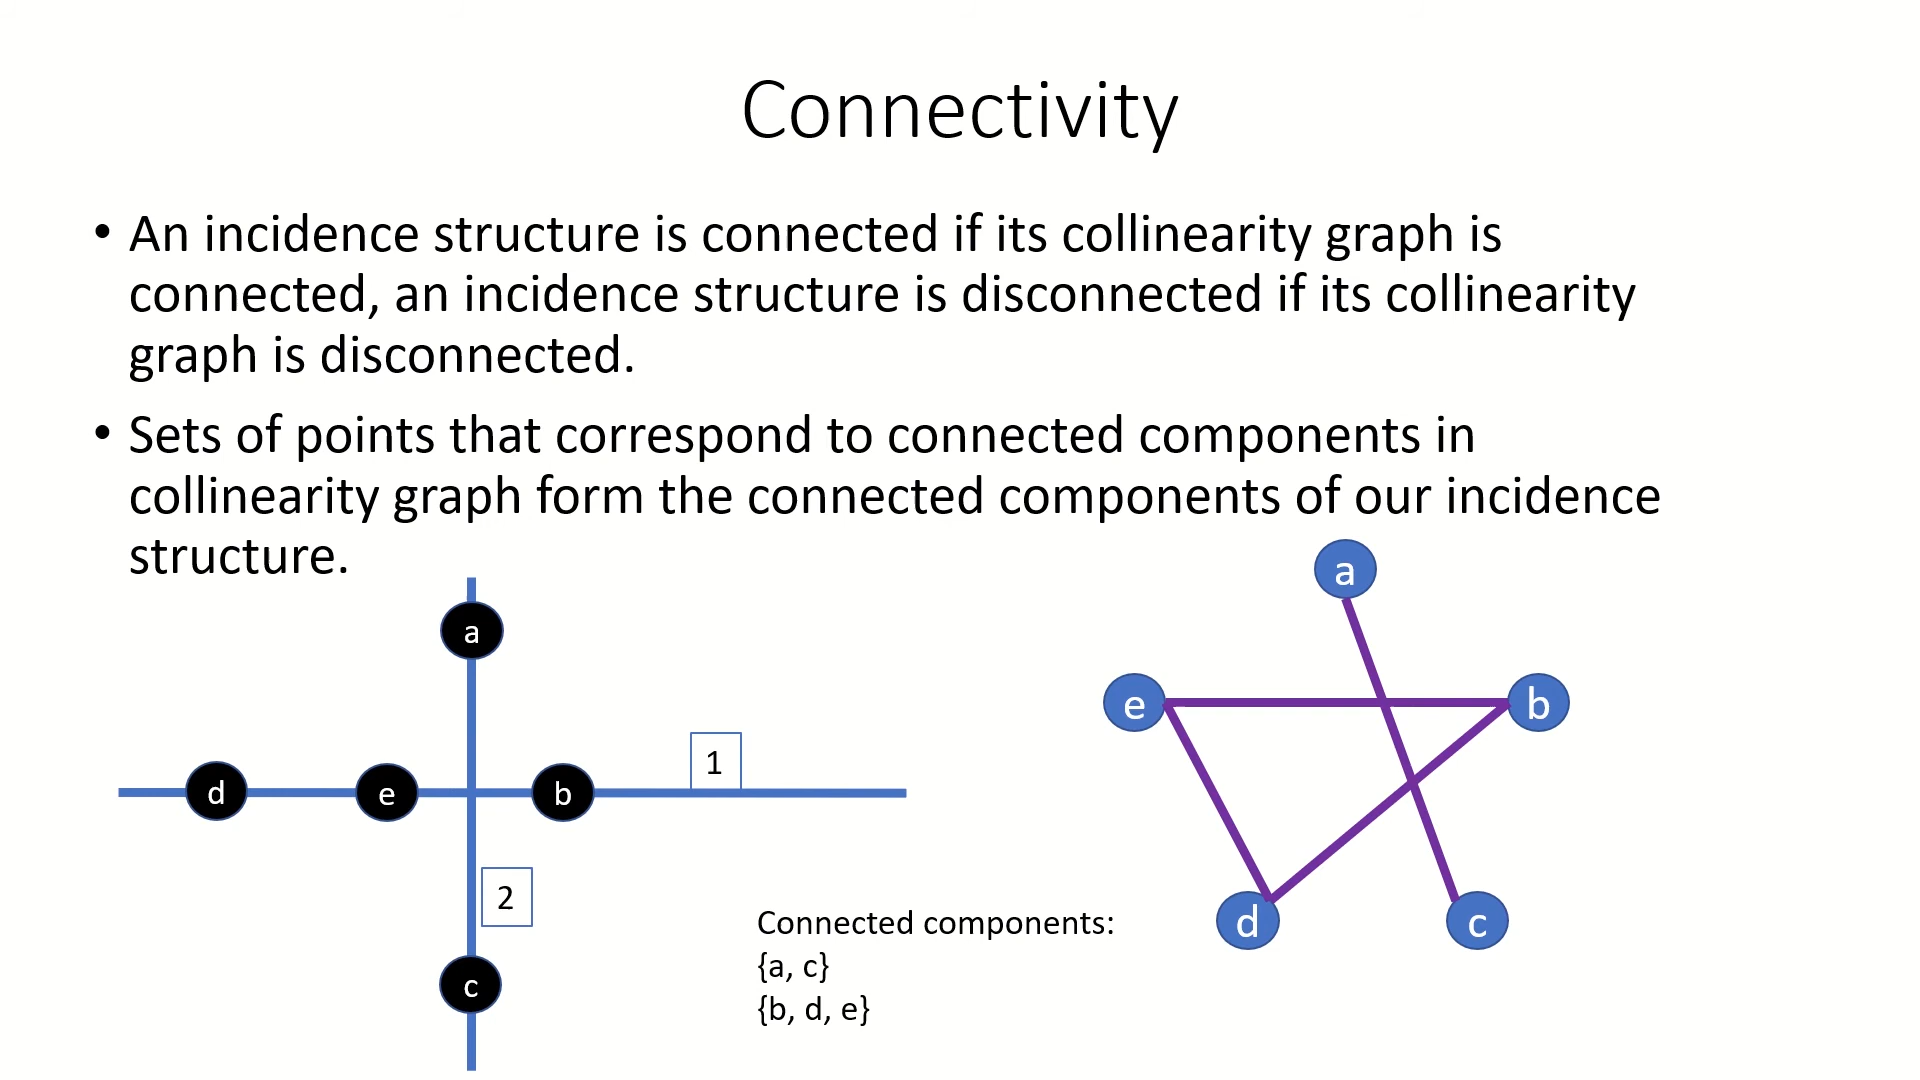 Connectivity
• An incidence structure is connected if its collinearity graph is
connected, an incidence structure is disconnected if its collinearity
graph is disconnected.
• Sets of points that correspond to connected components in
collinearity graph form the connected components of our incidence
structure.
a
d
e
b
1
2
c
a
e
b
d
c
Connected components:
{a, c}
{b, d, e}